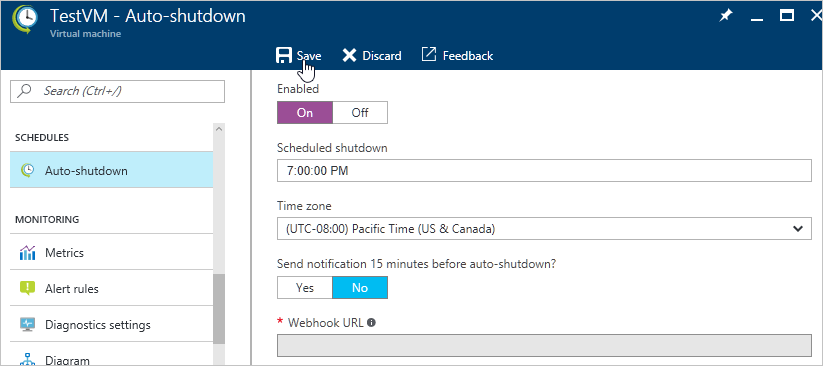 TestVM - Auto-shutdown
Virtual machine
Save Discard Feedback
Search (Ctrl+/)
SCHEDULES
Auto-shutdown
MONITORING
Metrics
Alert rules
Diagnostics settings
Diagram
Enabled
On Off
Scheduled shutdown
7:00:00 PM
Time zone
(UTC-08:00) Pacific Time (US & Canada)
Send notification 15 minutes before auto-shutdown?
Yes No
* Webhook URL